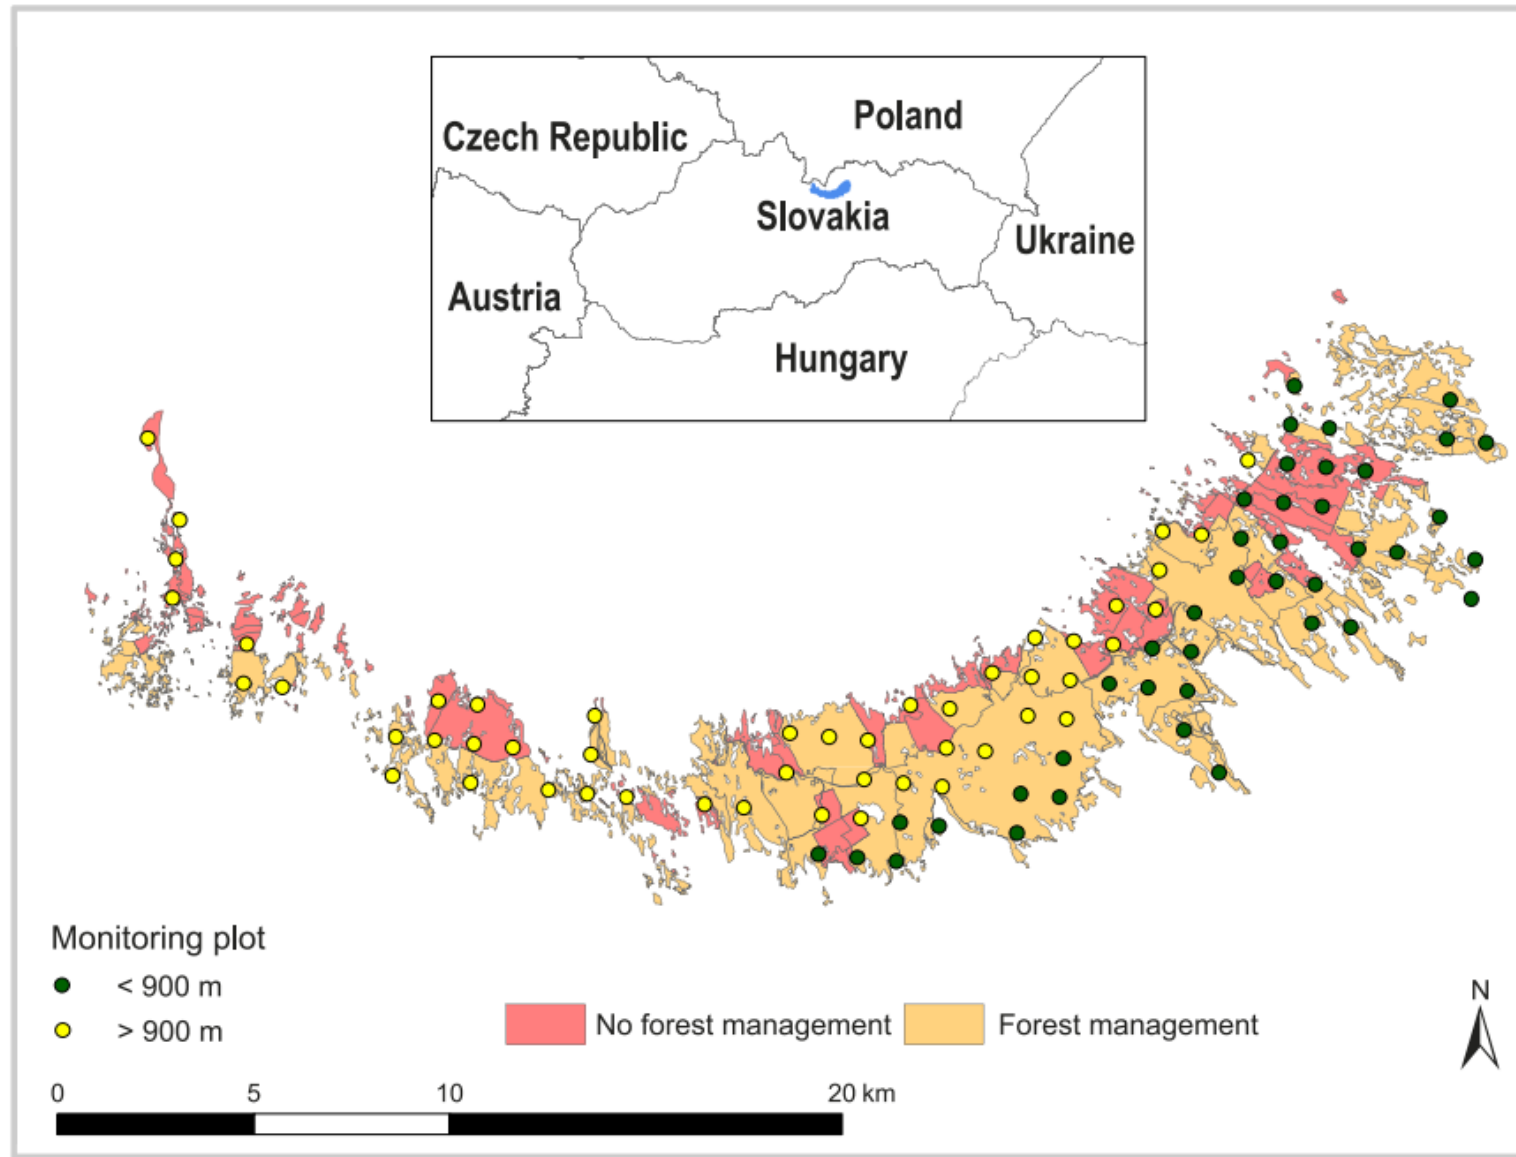 Poland
Czech Republic
Slovakia
Ukraine
Austria
Hungary
Monitoring plot
< 900 m
> 900 m
No forest management
Forest management
N
0 5 10 20 km